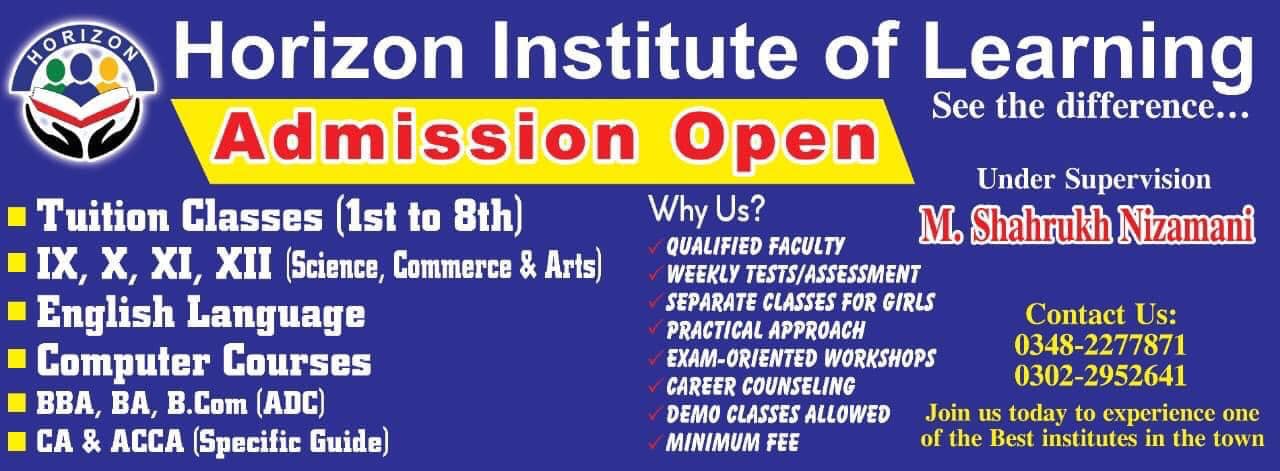 HORIZON
Horizon Institute of Learning
See the difference...
Admission Open
Under Supervision
M. Shahrukh Nizamani
Tuition Classes (1st to 8th)
IX, X, XI, XII (Science, Commerce & Arts)
English Language
Computer Courses
BBA, BA, B.Com (ADC)
CA & ACCA (Specific Guide)
Why Us?
QUALIFIED FACULTY
WEEKLY TESTS/ASSESSMENT
SEPARATE CLASSES FOR GIRLS
PRACTICAL APPROACH
EXAM-ORIENTED WORKSHOPS
CAREER COUNSELING
DEMO CLASSES ALLOWED
MINIMUM FEE
Contact Us:
0348-2277871
0302-2952641
Join us today to experience one
of the Best institutes in the town